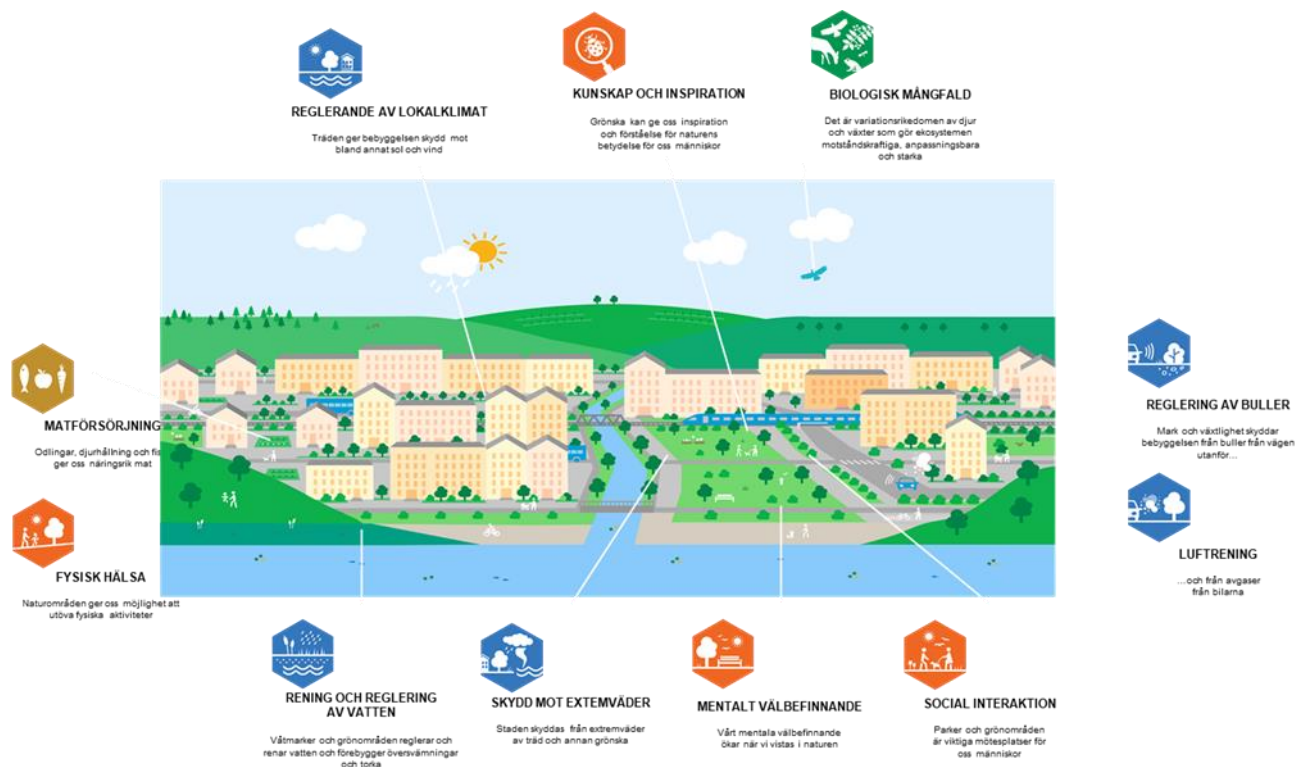 REGLERANDE AV LOKALKLIMAT
Träden ger bebyggelsen skydd mot
bland annat sol och vind
KUNSKAP OCH INSPIRATION
Grönska kan ge oss inspiration
och förståelse för naturens
betydelse för oss människor
BIOLOGISK MÅNGFALD
Det är variationsrikedomen av djur
och växter som gör ekosystemen
motståndskraftiga, anpassningsbara
och starka
MATFÖRSÖRJNING
Odlingar, djurhållning och fis
ger oss näringsrik mat
REGLERING AV BULLER
Mark och växtlighet skyddar
bebyggelsen från buller från vägen
utanför...
FYSISK HÄLSA
Naturområden ger oss möjlighet att
utöva fysiska aktiviteter
LUFTRENING
...och från avgaser
från bilarna
RENING OCH REGLERING
AV VATTEN
Våtmarker och grönområden reglerar och
renar vatten och förebygger översvämningar
och torka
SKYDD MOT EXTEMVÄDER
Staden skyddas från extremväder
av träd och annan grönska
MENTALT VÄLBEFINNANDE
Vårt mentala välbefinnande
ökar när vi vistas i naturen
SOCIAL INTERAKTION
Parker och grönområden
är viktiga mötesplatser för
oss människor